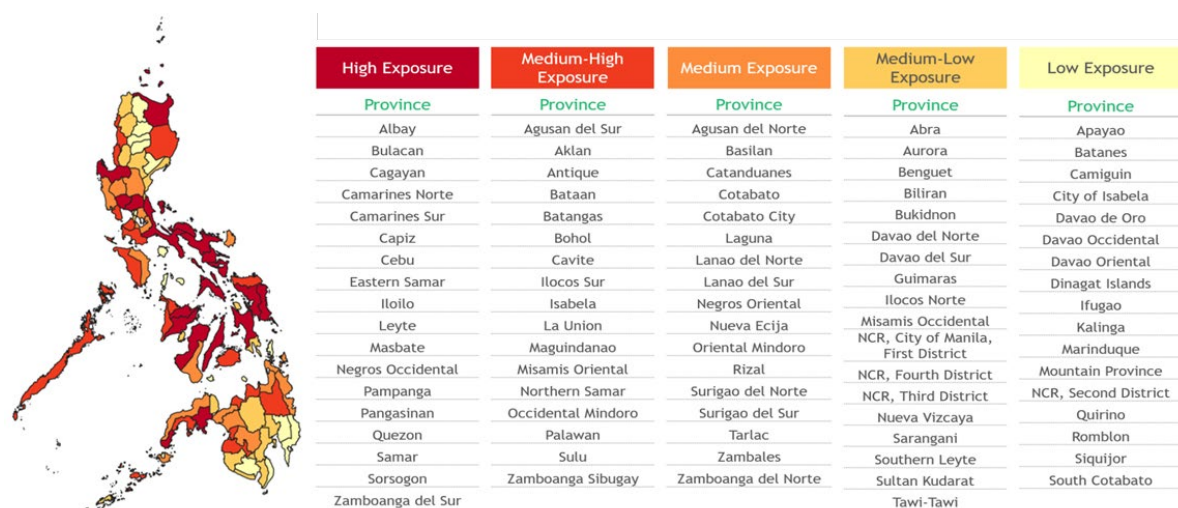 High Exposure
Province
Albay
Bulacan
Cagayan
Camarines Norte
Camarines Sur
Capiz
Cebu
Eastern Samar
Iloilo
Leyte
Masbate
Negros Occidental
Pampanga
Pangasinan
Quezon
Samar
Sorsogon
Zamboanga del Sur
Medium-High
Exposure
Province
Agusan del Sur
Aklan
Antique
Bataan
Batangas
Bohol
Cavite
Ilocos Sur
Isabela
La Union
Maguindanao
Misamis Oriental
Northern Samar
Occidental Mindoro
Palawan
Sulu
Zamboanga Sibugay
Medium Exposure
Province
Agusan del Norte
Basilan
Catanduanes
Cotabato
Cotabato City
Laguna
Lanao del Norte
Lanao del Sur
Negros Oriental
Nueva Ecija
Oriental Mindoro
Rizal
Surigao del Norte
Surigao del Sur
Tarlac
Zambales
Zamboanga del Norte
Medium-Low
Exposure
Province
Abra
Aurora
Benguet
Biliran
Bukidnon
Davao del Norte
Davao del Sur
Guimaras
Ilocos Norte
Misamis Occidental
NCR, City of Manila,
First District
NCR, Fourth District
NCR, Third District
Nueva Vizcaya
Sarangani
Southern Leyte
Sultan Kudarat
Tawi-Tawi
Low Exposure
Province
Apayao
Batanes
Camiguin
City of Isabela
Davao de Oro
Davao Occidental
Davao Oriental
Dinagat Islands
Ifugao
Kalinga
Marinduque
Mountain Province
NCR, Second District
Quirino
Romblon
Siquijor
South Cotabato